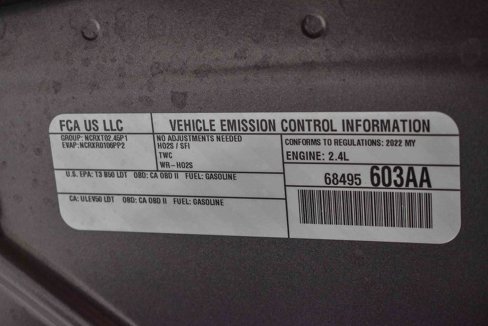 FCA US LLC
VEHICLE EMISSION CONTROL INFORMATION
GROUP: NCRXT02.45P1
EVAP: NCRXR0100PP2
NO ADJUSTMENTS NEEDED
HO2S / SFI
TWC
WR-HO2S
CONFORMS TO REGULATIONS: 2022 MY
ENGINE: 2.4L
U.S. EPA: T3 B50 LDT OBD: CA OBD II FUEL: GASOLINE
68495 603AA
CA: ULEV50 LDT OBD: CA OBD II FUEL: GASOLINE